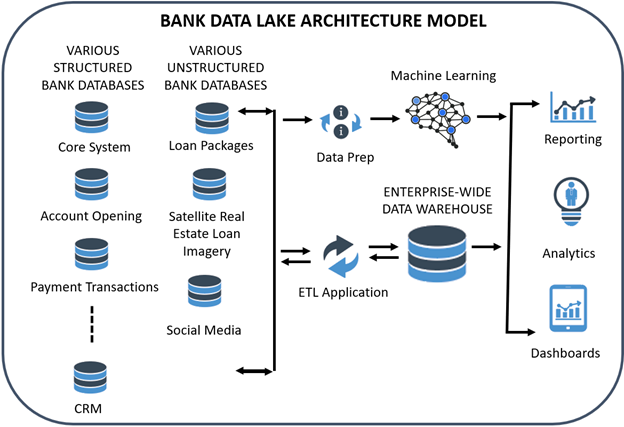 BANK DATA LAKE ARCHITECTURE MODEL
VARIOUS
STRUCTURED
BANK DATABASES
VARIOUS
UNSTRUCTURED
BANK DATABASES
Core System
Account Opening
Payment Transactions
CRM
Loan Packages
Satellite Real
Estate Loan
Imagery
Social Media
Data Prep
Machine Learning
ETL Application
ENTERPRISE-WIDE
DATA WAREHOUSE
Reporting
Analytics
Dashboards